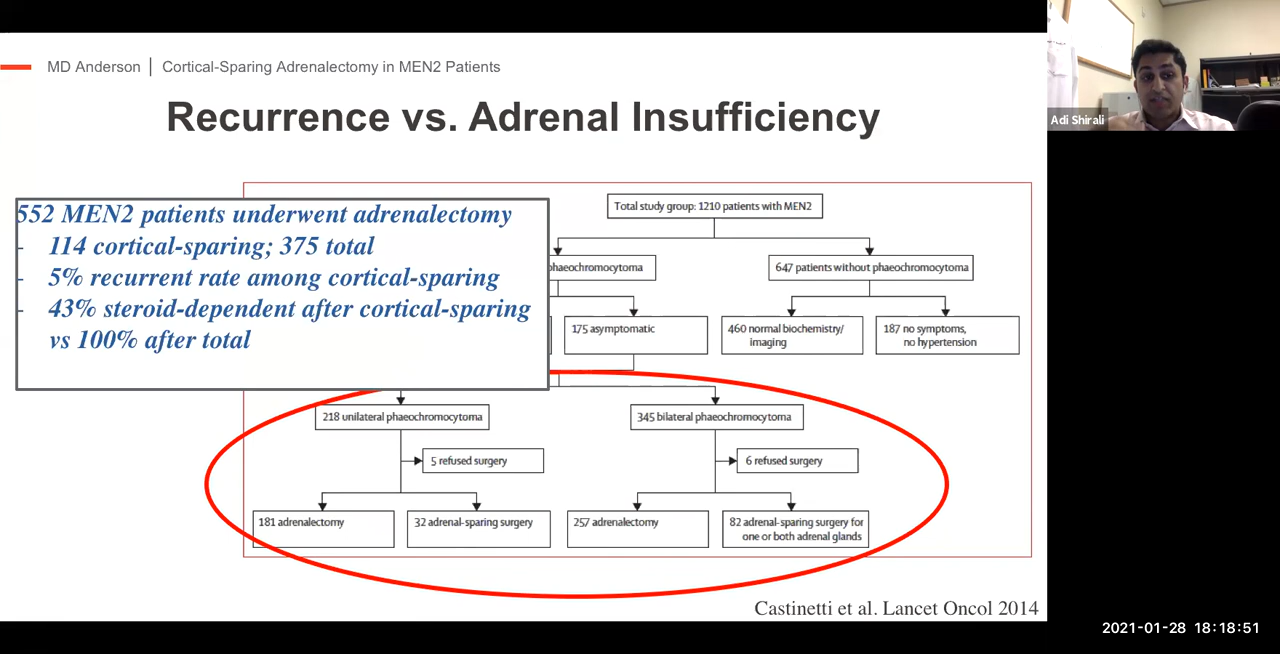 MD Anderson | Cortical-Sparing Adrenalectomy in MEN2 Patients
Recurrence vs. Adrenal Insufficiency
Adi Shirali
552 MEN2 patients underwent adrenalectomy
- 114 cortical-sparing; 375 total
- 5% recurrent rate among cortical-sparing
- 43% steroid-dependent after cortical-sparing
vs 100% after total
Total study group: 1210 patients with MEN2
phaeochromocytoma
647 patients without phaeochromocytoma
175 asymptomatic
460 normal biochemistry/
imaging
187 no symptoms,
no hypertension
218 unilateral phaeochromocytoma
345 bilateral phaeochromocytoma
5 refused surgery
6 refused surgery
181 adrenalectomy
32 adrenal-sparing surgery
257 adrenalectomy
82 adrenal-sparing surgery for
one or both adrenal glands
Castinetti et al. Lancet Oncol 2014
2021-01-28 18:18:51